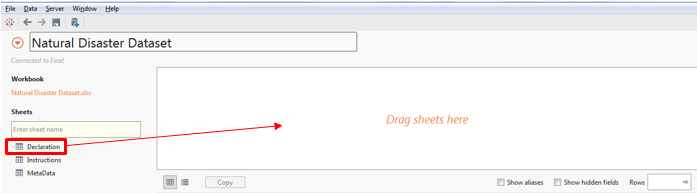 File Data Server Window Help
Natural Disaster Dataset
Connected to Excel
Workbook
Natural Disaster Dataset.xlsx
Sheets
Enter sheet name
Declaration
Instructions
MetaData
Drag sheets here
Copy
Show aliases
Show hidden fields
Rows